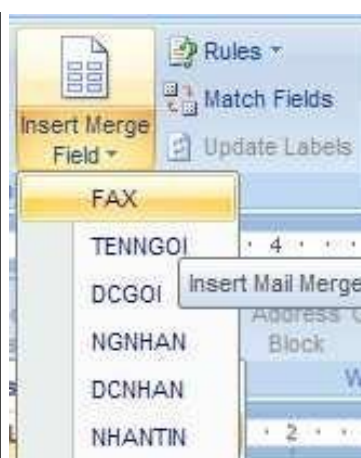 Rules
Match Fields
Insert Merge
Field
Update Labels
FAX
TENNGOI
4
DCGOI
Insert Mail Merge
Address
Block
NGNHAN
DCNHAN
W
NHANTIN
2